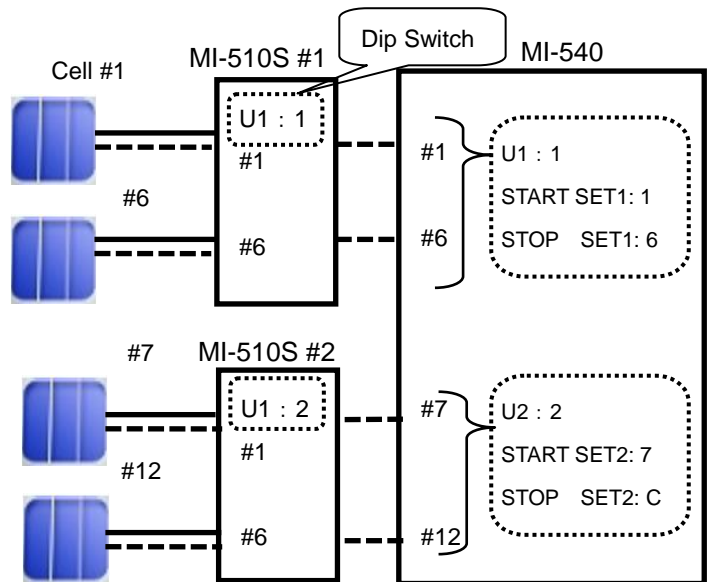 Dip Switch
Cell #1
MI-510S #1
MI-540
U1 : 1
#1
#6
#6
#1
#6
U1 : 1
START SET1: 1
STOP SET1: 6
#7
MI-510S #2
U1 : 2
#1
#12
#6
#7
#12
U2 : 2
START SET2: 7
STOP SET2: C